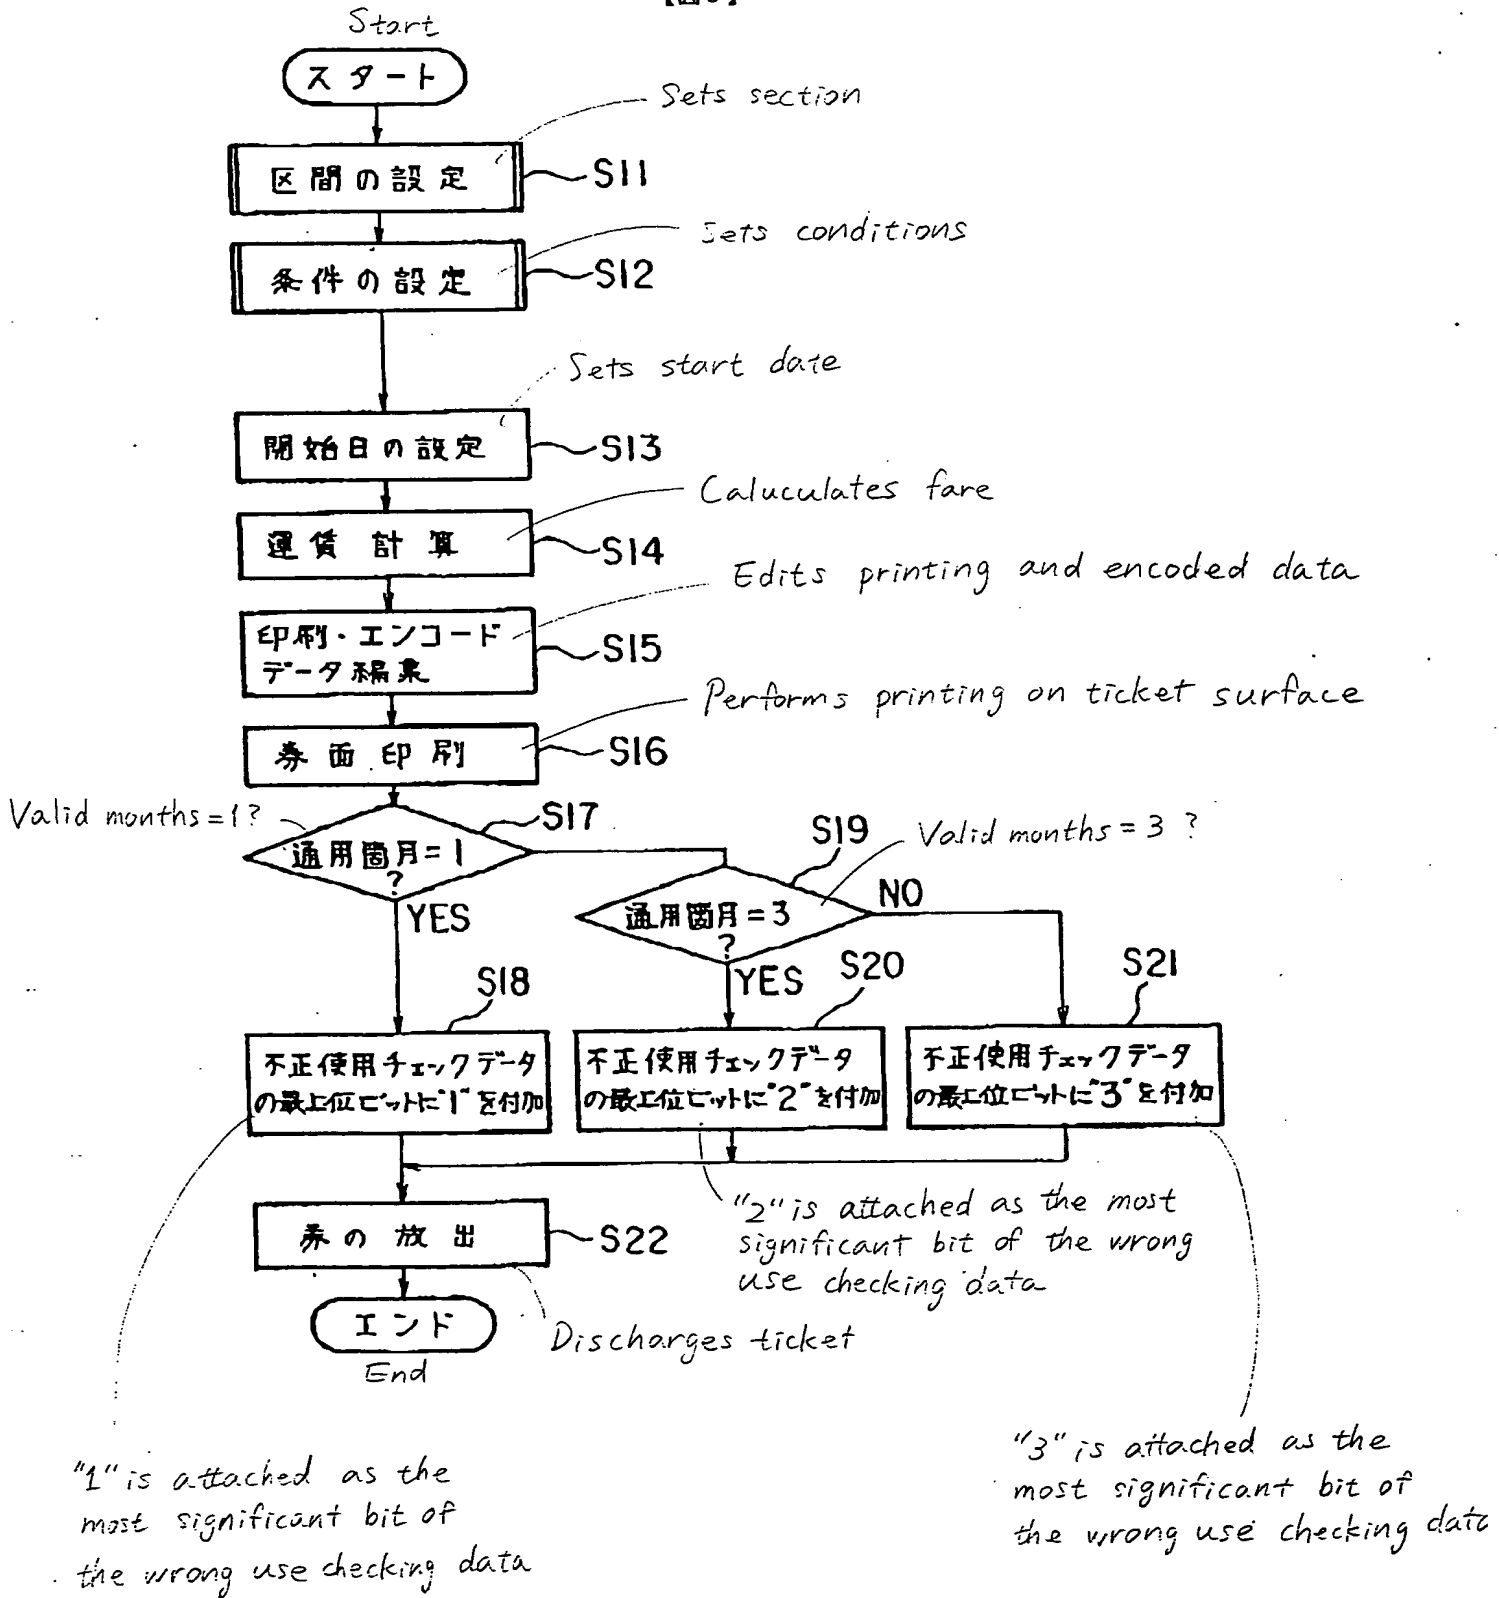 Start
スタート
Sets section
区間の設定
S11
Sets conditions
条件の設定
S12
Sets start date
開始日の設定
S13
Caluculates fare
運賃計算
S14
Edits printing and encoded data
印刷・エンコード
データ編集
S15
Performs printing on ticket surface
券面印刷
S16
Valid months=1?
S17
通用箇月=1
?
YES
S19
Valid months=3 ?
通用箇月=3
?
NO
YES
S18
不正使用チェックデータ
の最上位ビットに"1"を付加
S20
不正使用チェックデータ
の最上位ビットに"2"を付加
S21
不正使用チェックデータ
の最上位ビットに"3"を付加
"2" is attached as the most
significant bit of the wrong
use checking data
券の放出
S22
エンド
Discharges ticket
End
"1" is attached as the
most significant bit of
the wrong use checking data
"3" is attached as the
most significant bit of
the wrong use checking data